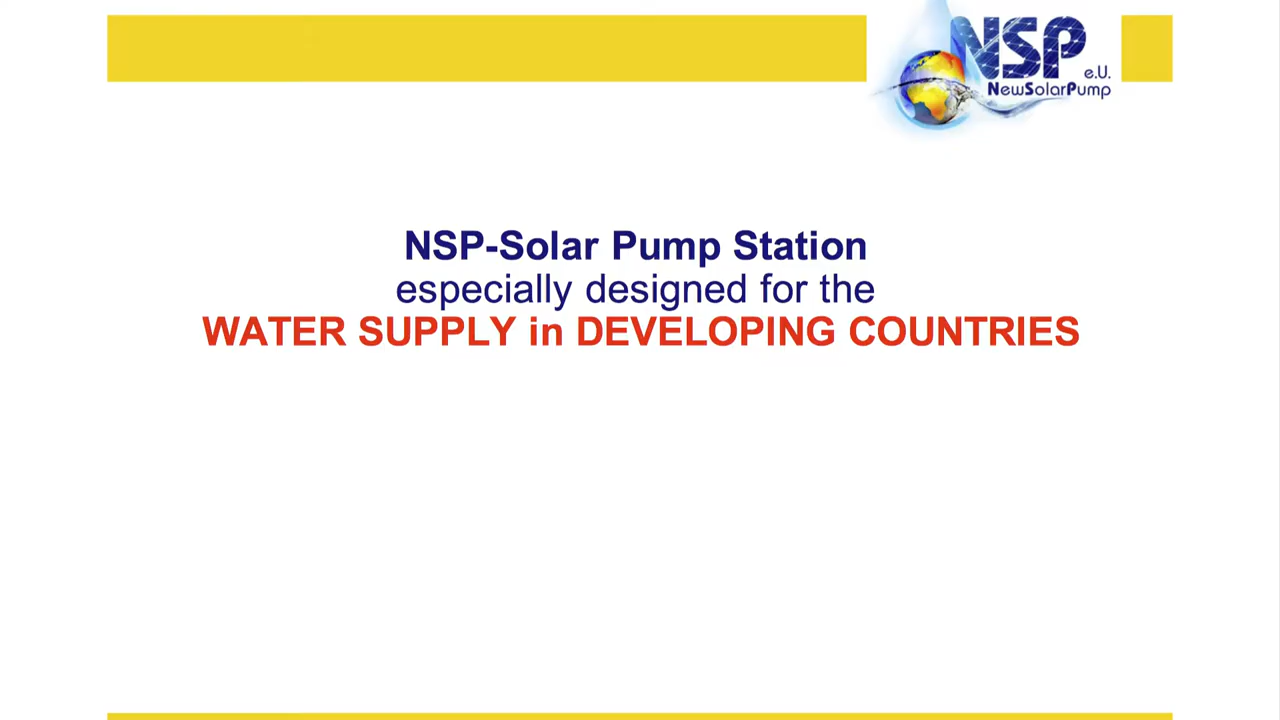 NSP
e.U.
NewSolarPump
NSP-Solar Pump Station
especially designed for the
WATER SUPPLY in DEVELOPING COUNTRIES